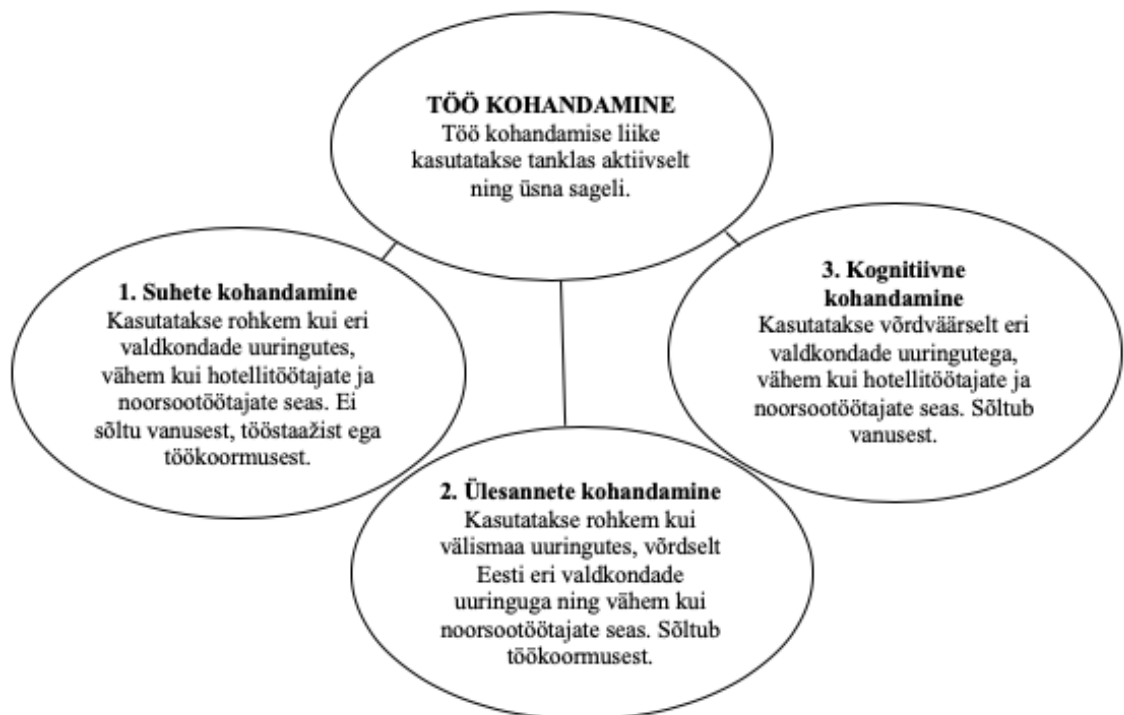 TÖÖ KOHANDAMINE
Töö kohandamise liike
kasutatakse tanklas aktiivselt
ning üsna sageli.
1. Suhete kohandamine
Kasutatakse rohkem kui eri
valdkondade uuringutes,
vähem kui hotellitöötajate ja
noorsootöötajate seas. Ei
sõltu vanusest, tööstaažist ega
töökoormusest.
2. Ülesannete kohandamine
Kasutatakse rohkem kui
välismaa uuringutes, võrdselt
Eesti eri valdkondade
uuringuga ning vähem kui
noorsootöötajate seas. Sõltub
töökoormusest.
3. Kognitiivne
kohandamine
Kasutatakse võrdväärselt eri
valdkondade uuringutega,
vähem kui hotellitöötajate ja
noorsootöötajate seas. Sõltub
vanusest.